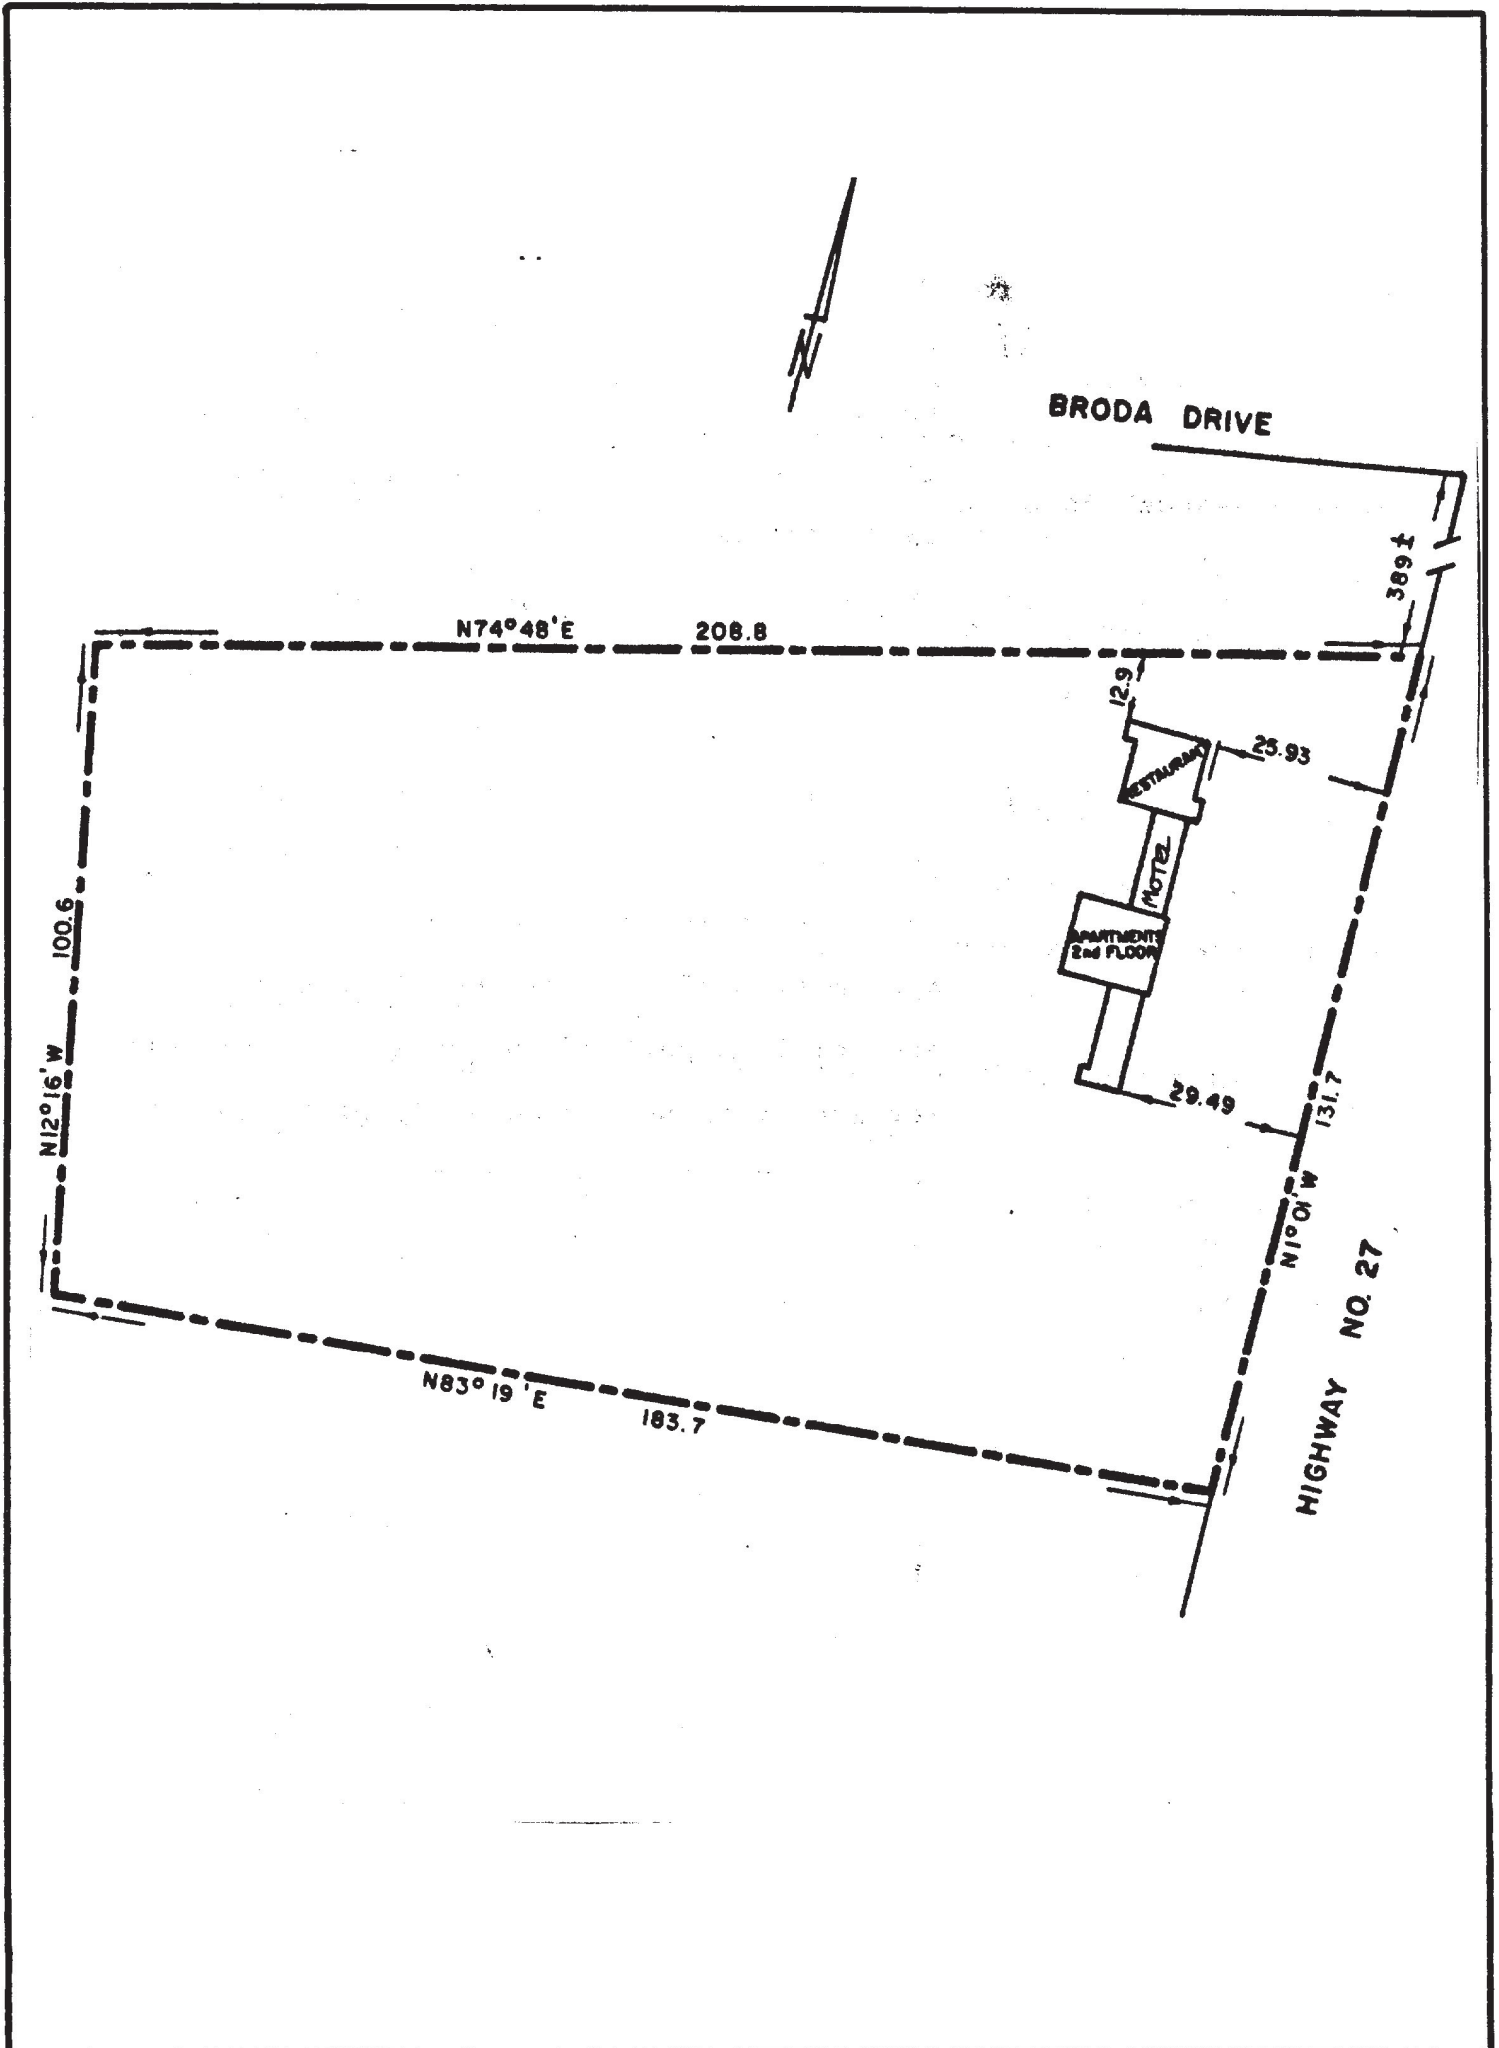 N
BRODA DRIVE
389±
N74°48'E 208.8
12.9
25.93
RESTAURANT
MOTEL
APARTMENTS
2nd FLOOR
100.6
N12°16'W
29.49
131.7
N1°01'W
HIGHWAY NO. 27
N83°19'E
183.7